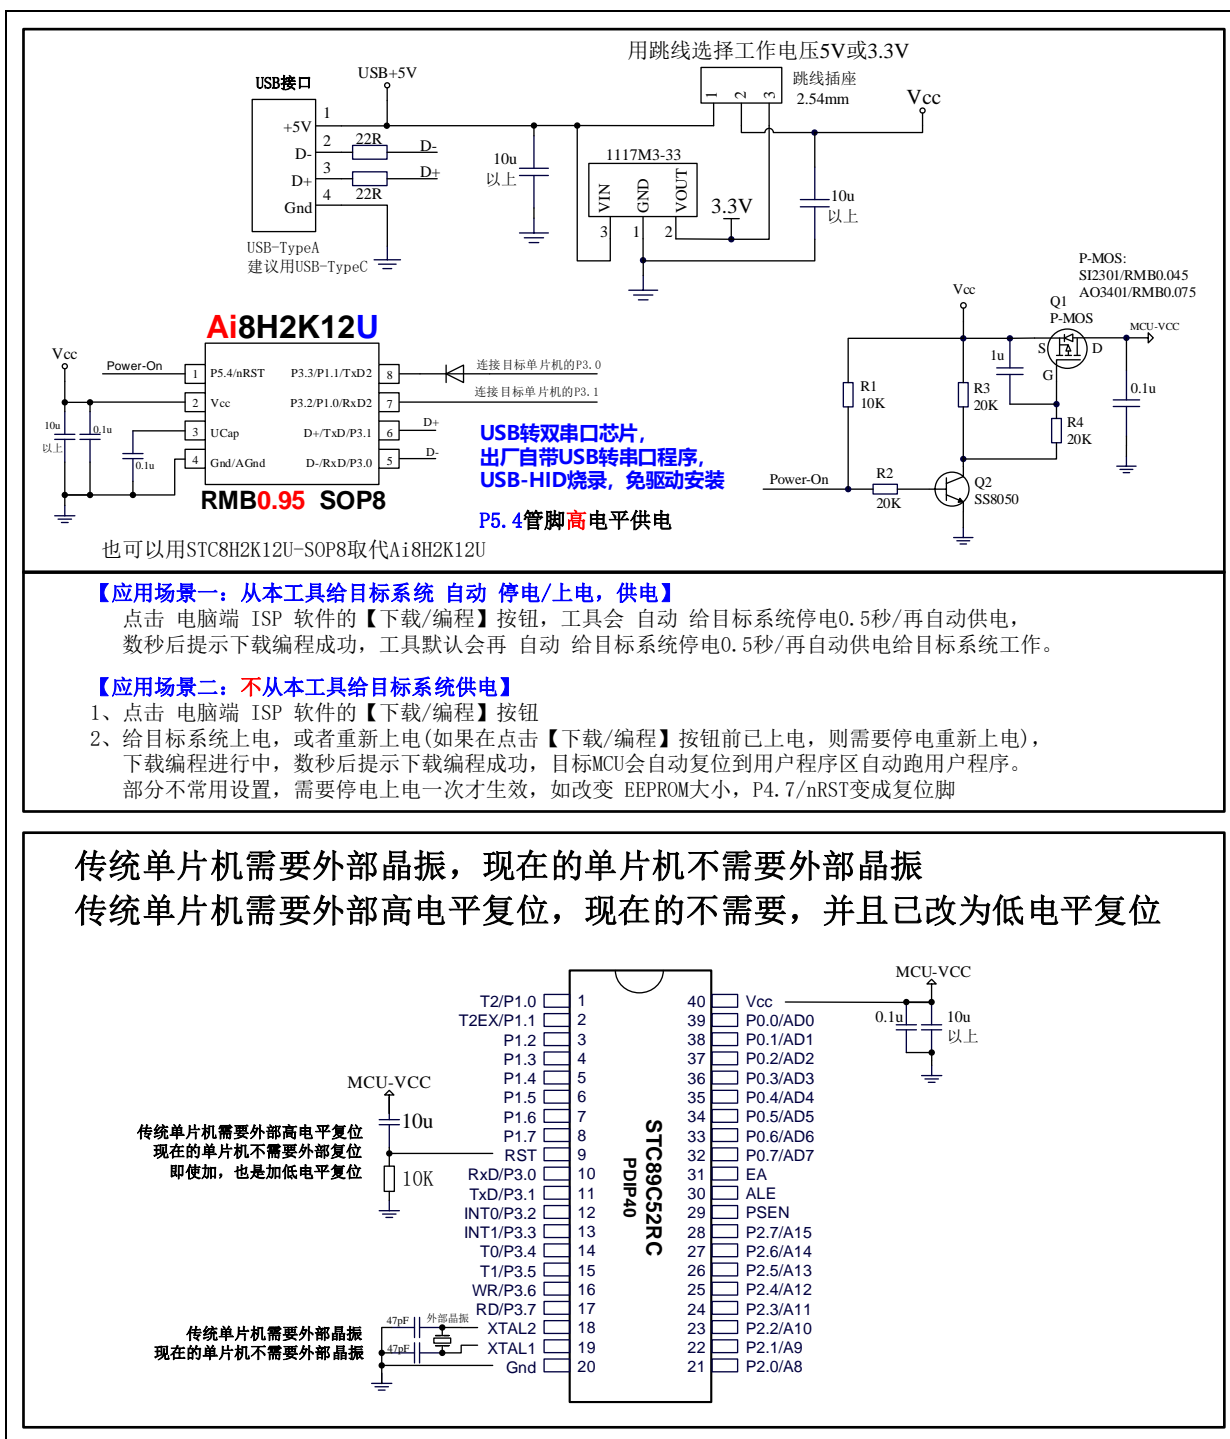 用跳线选择工作电压5V或3.3V
USB接口
USB+5V
跳线插座
2.54mm
Vcc
1
2
3
+5V
1
D-
2
22R
D-
D+
3
22R
D+
Gnd
4
10u
以上
1117M3-33
VIN
GND
VOUT
3
1
2
3.3V
10u
以上
USB-TypeA
建议用USB-TypeC
P-MOS:
SI2301/RMB0.045
AO3401/RMB0.075
Vcc
Q1
P-MOS
MCU-VCC
1u
S
D
G
R1
10K
R3
20K
R4
20K
0.1u
Power-On
R2
20K
Q2
SS8050
Ai8H2K12U
Vcc
Power-On
1
P5.4/nRST
P3.3/P1.1/TxD2
8
连接目标单片机的P3.0
2
Vcc
P3.2/P1.0/RxD2
7
连接目标单片机的P3.1
3
UCap
D+/TxD/P3.1
6
D+
4
Gnd/AGnd
D-/RxD/P3.0
5
D-
10u
以上
0.1u
0.1u
RMB0.95 SOP8
USB转双串口芯片，
出厂自带USB转串口程序，
USB-HID烧录，免驱动安装
P5.4管脚高电平供电
也可以用STC8H2K12U-SOP8取代Ai8H2K12U
【应用场景一：从本工具给目标系统 自动 停电/上电，供电】
点击 电脑端 ISP 软件的【下载/编程】按钮，工具会 自动 给目标系统停电0.5秒/再自动供电，
数秒后提示下载编程成功，工具默认会再 自动 给目标系统停电0.5秒/再自动供电给目标系统工作。
【应用场景二：不从本工具给目标系统供电】
1、点击 电脑端 ISP 软件的【下载/编程】按钮
2、给目标系统上电，或者重新上电(如果在点击【下载/编程】按钮前已上电，则需要停电重新上电)，
下载编程进行中，数秒后提示下载编程成功，目标MCU会自动复位到用户程序区自动跑用户程序。
部分不常用设置，需要停电上电一次才生效，如改变 EEPROM大小，P4.7/nRST变成复位脚
传统单片机需要外部晶振，现在的单片机不需要外部晶振
传统单片机需要外部高电平复位，现在的不需要，并且已改为低电平复位
MCU-VCC
0.1u
10u
以上
T2/P1.0 1
T2EX/P1.1 2
P1.2 3
P1.3 4
P1.4 5
P1.5 6
P1.6 7
P1.7 8
RST 9
RxD/P3.0 10
TxD/P3.1 11
INT0/P3.2 12
INT1/P3.3 13
T0/P3.4 14
T1/P3.5 15
WR/P3.6 16
RD/P3.7 17
XTAL2 18
XTAL1 19
Gnd 20
STC89C52RC
PDIP40
40 Vcc
39 P0.0/AD0
38 P0.1/AD1
37 P0.2/AD2
36 P0.3/AD3
35 P0.4/AD4
34 P0.5/AD5
33 P0.6/AD6
32 P0.7/AD7
31 EA
30 ALE
29 PSEN
28 P2.7/A15
27 P2.6/A14
26 P2.5/A13
25 P2.4/A12
24 P2.3/A11
23 P2.2/A10
22 P2.1/A9
21 P2.0/A8
MCU-VCC
10u
10K
传统单片机需要外部高电平复位
现在的单片机不需要外部复位
即使加，也是加低电平复位
47pF
外部晶振
47pF
传统单片机需要外部晶振
现在的单片机不需要外部晶振